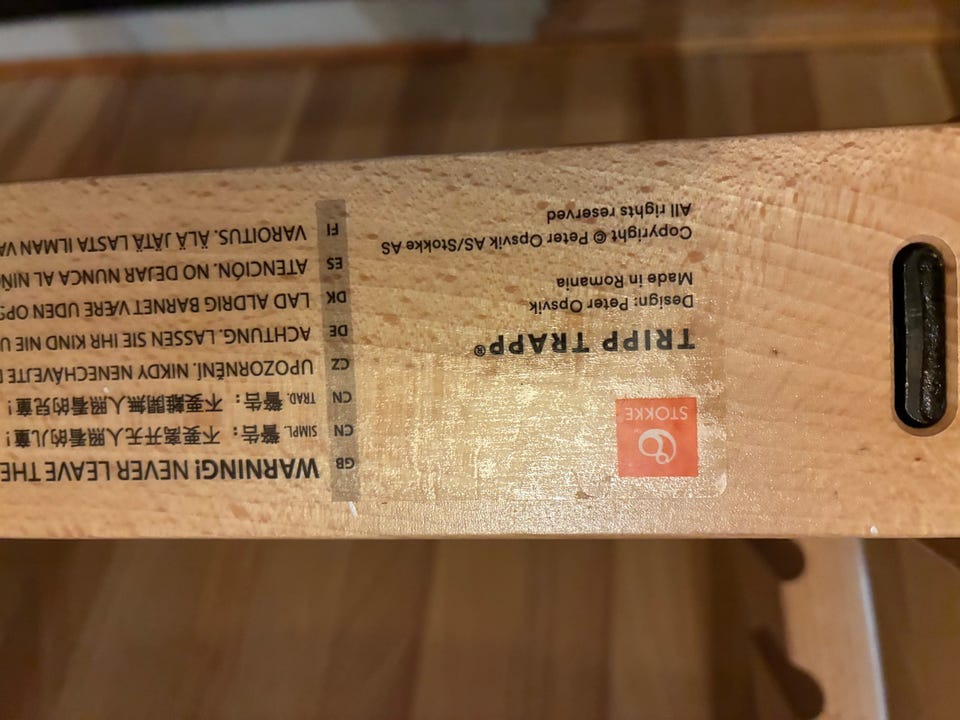 STOKKE
TRIPP TRAPP®
Design: Peter Opsvik
Made in Romania
Copyright © Peter Opsvik AS/Stokke AS
All rights reserved
GB WARNING! NEVER LEAVE THE
CN SIMPL. 警告：不要离开无人照看的儿童！
CN TRAD. 警告：不要離開無人照看的兒童！
CZ UPOZORNĚNÍ. NIKDY NENECHÁVEJTE
DE ACHTUNG. LASSEN SIE IHR KIND NIE
DK LAD ALDRIG BARNET VÆRE UDEN
ES ATENCIÓN. NO DEJAR NUNCA AL
FI VAROITUS. ÄLÄ JÄTÄ LASTA ILMAN